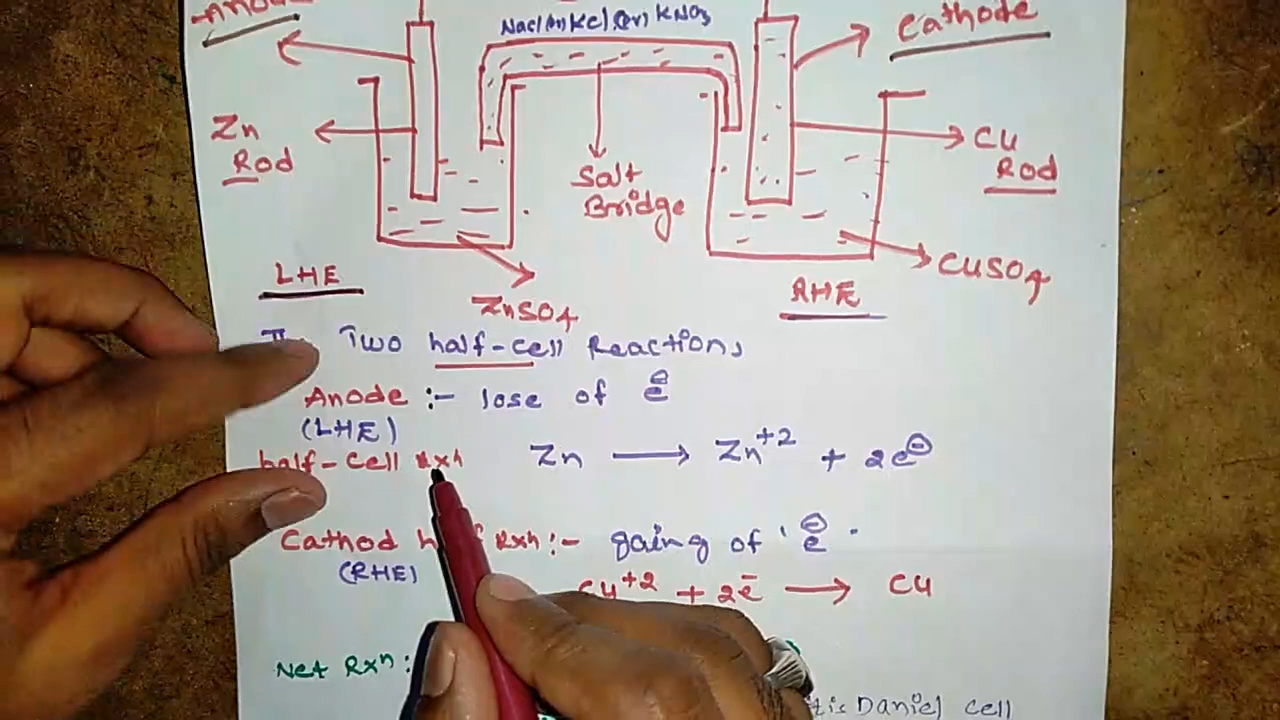 Anode
NaCl (or) KCl (or) KNO3
Cathode
Zn
Rod
Salt
Bridge
Cu
Rod
LHE
ZnSO4
RHE
CuSO4
Two half-cell Reactions
Anode :- lose of e⊖
(LHE)
half-cell Rxn Zn ⟶ Zn+2 + 2e⊖
Cathod Rxn :- gaing of 'e⊖.
(RHE)
Cu+2 + 2e- ⟶ Cu
Net Rxn :
Daniel cell